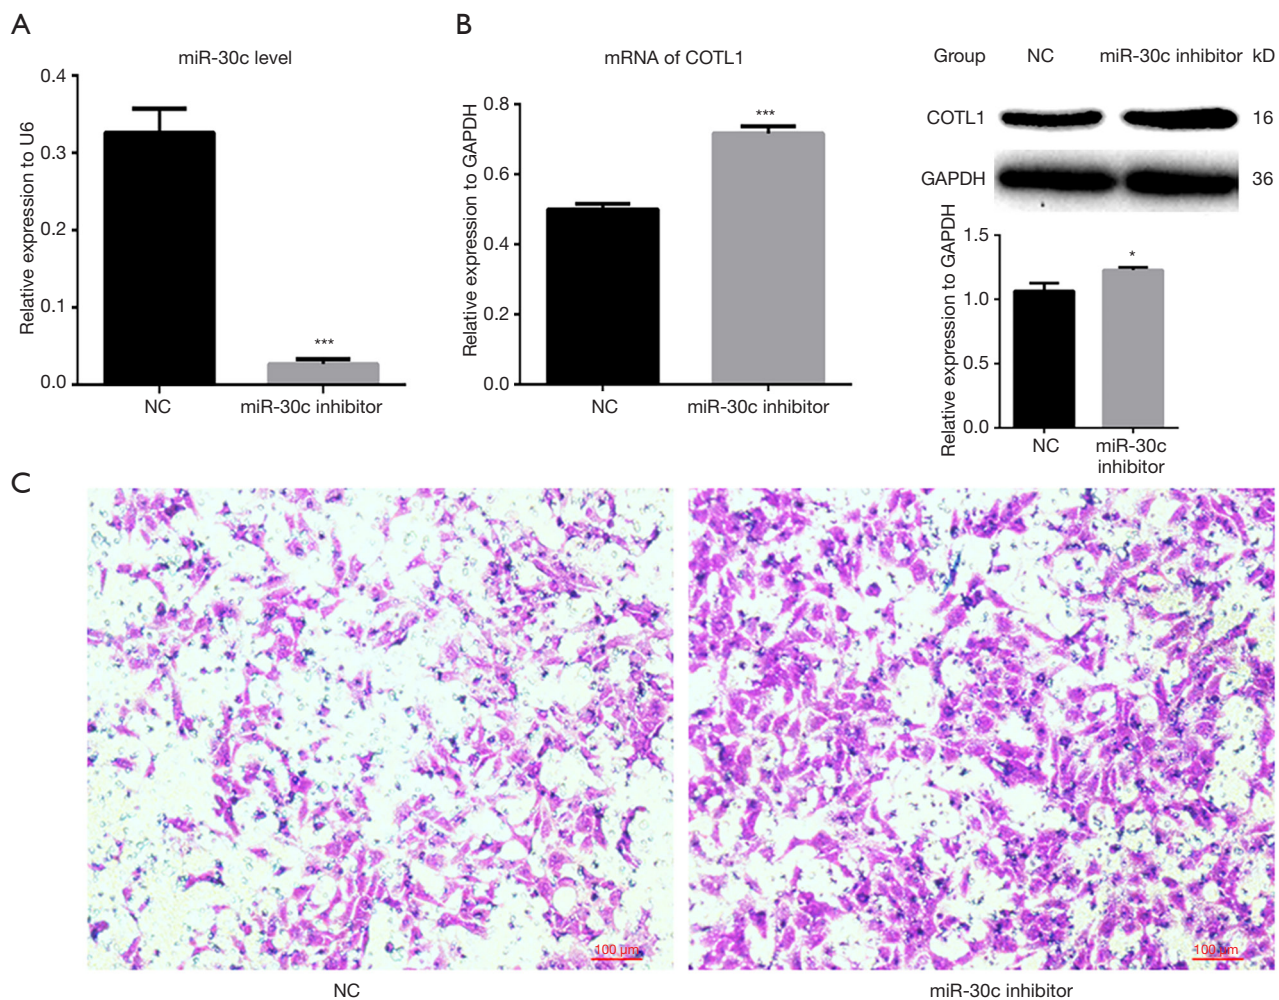 A
miR-30c level
Relative expression to U6
0.4
0.3
0.2
0.1
0.0
***
NC
miR-30c inhibitor
B
mRNA of COTL1
Relative expression to GAPDH
0.8
0.6
0.4
0.2
0.0
***
NC
miR-30c inhibitor
Group NC miR-30c inhibitor kD
COTL1 16
GAPDH 36
Relative expression to GAPDH
1.5
1.0
0.5
0.0
*
NC
miR-30c
inhibitor
C
100 μm
100 μm
NC
miR-30c inhibitor